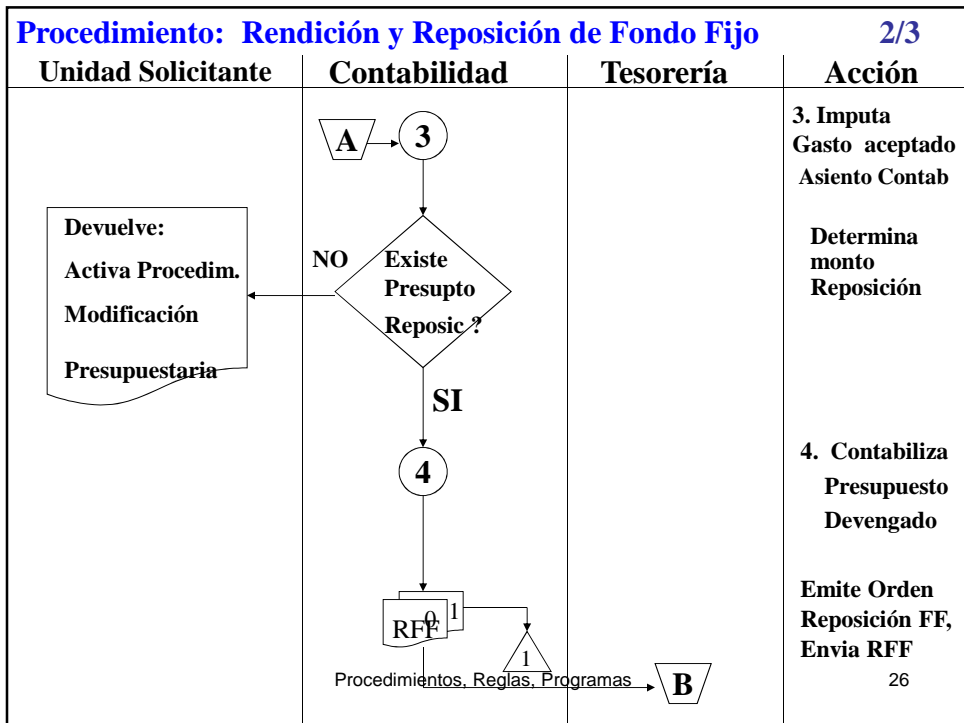 Procedimiento: Rendición y Reposición de Fondo Fijo 2/3
Unidad Solicitante Contabilidad Tesorería Acción
A 3
3. Imputa
Gasto aceptado
Asiento Contab
Devuelve:
Activa Procedim.
Modificación
Presupuestaria
NO
Existe
Presupto
Reposic ?
Determina
monto
Reposición
SI
4
4. Contabiliza
Presupuesto
Devengado
RFF 0 1
1
Emite Orden
Reposición FF,
Envia RFF
B
Procedimientos, Reglas, Programas 26